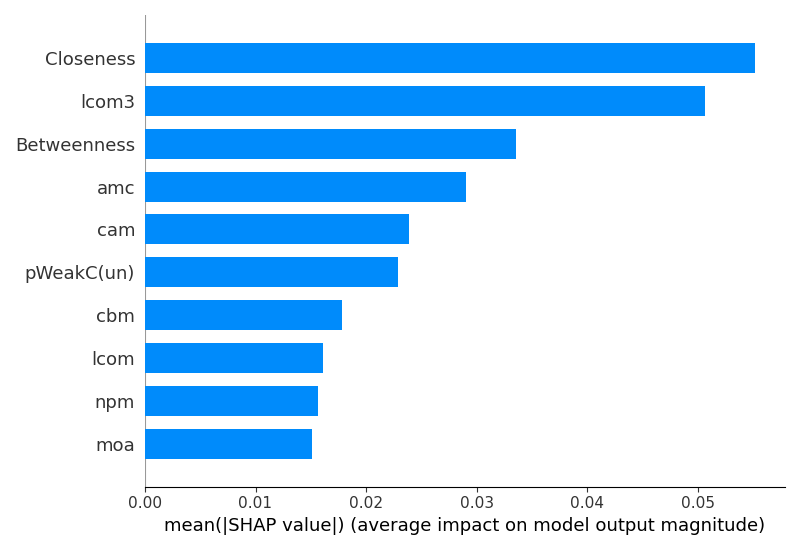 Closeness
lcom3
Betweenness
amc
cam
pWeakC(un)
cbm
lcom
npm
moa
0.00 0.01 0.02 0.03 0.04 0.05
mean(|SHAP value|) (average impact on model output magnitude)